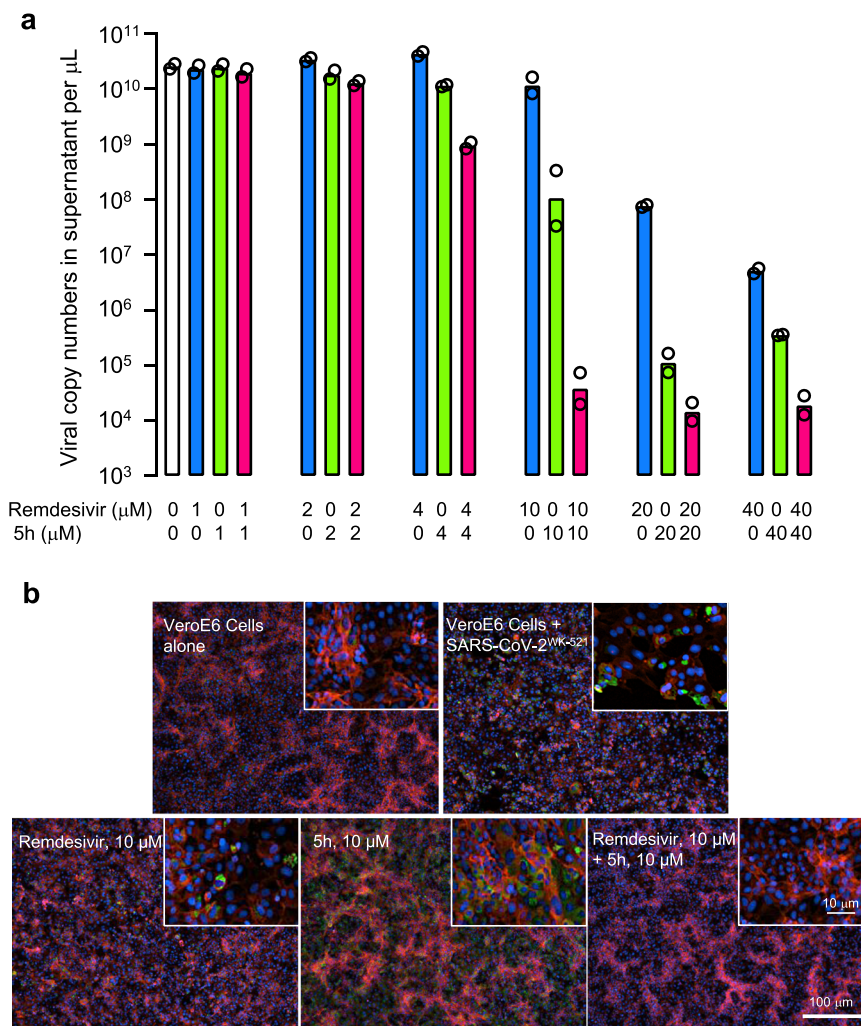 a
Viral copy numbers in supernatant per μL
10¹¹
10¹⁰
10⁹
10⁸
10⁷
10⁶
10⁵
10⁴
10³
Remdesivir (μM) 0 1 0 1 2 0 2 4 0 4 10 0 10 20 0 20 40 0 40
5h (μM) 0 0 1 1 0 2 2 0 4 4 0 10 10 0 20 20 0 40 40
b
VeroE6 Cells
alone
VeroE6 Cells +
SARS-CoV-2ᵂᴷ⁻⁵²¹
Remdesivir, 10 μM
5h, 10 μM
Remdesivir, 10 μM
+ 5h, 10 μM
10 μm
100 μm